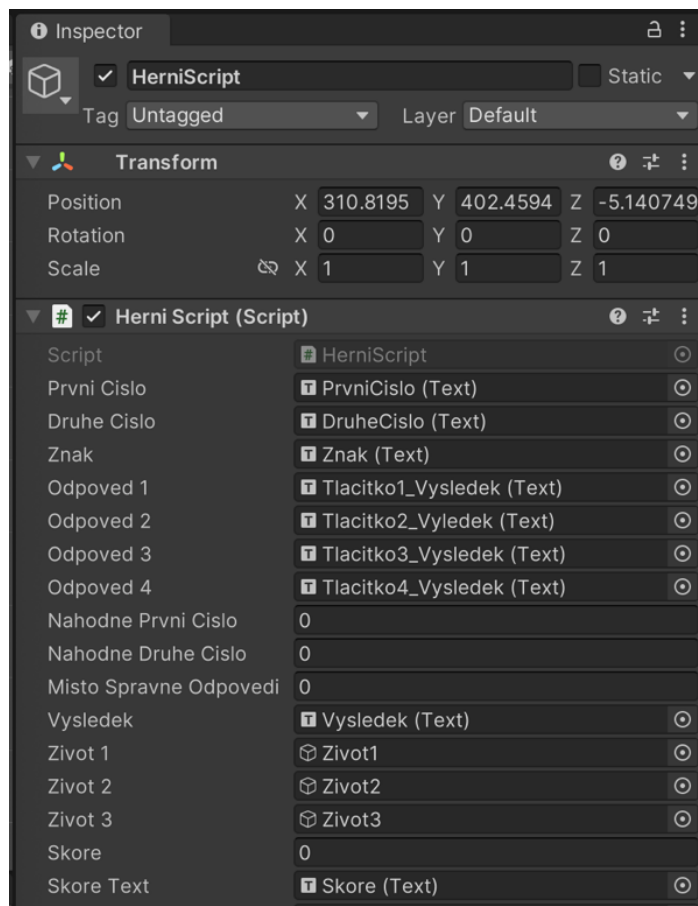 Inspector
HerniScript Static
Tag Untagged Layer Default
Transform
Position X 310.8195 Y 402.4594 Z -5.140749
Rotation X 0 Y 0 Z 0
Scale X 1 Y 1 Z 1
# Herni Script (Script)
Script # HerniScript
Prvni Cislo T PrvniCislo (Text)
Druhe Cislo T DruheCislo (Text)
Znak T Znak (Text)
Odpoved 1 T Tlacitko1_Vysledek (Text)
Odpoved 2 T Tlacitko2_Vyledek (Text)
Odpoved 3 T Tlacitko3_Vysledek (Text)
Odpoved 4 T Tlacitko4_Vysledek (Text)
Nahodne Prvni Cislo 0
Nahodne Druhe Cislo 0
Misto Spravne Odpovedi 0
Vysledek T Vysledek (Text)
Zivot 1 Zivot1
Zivot 2 Zivot2
Zivot 3 Zivot3
Skore 0
Skore Text T Skore (Text)